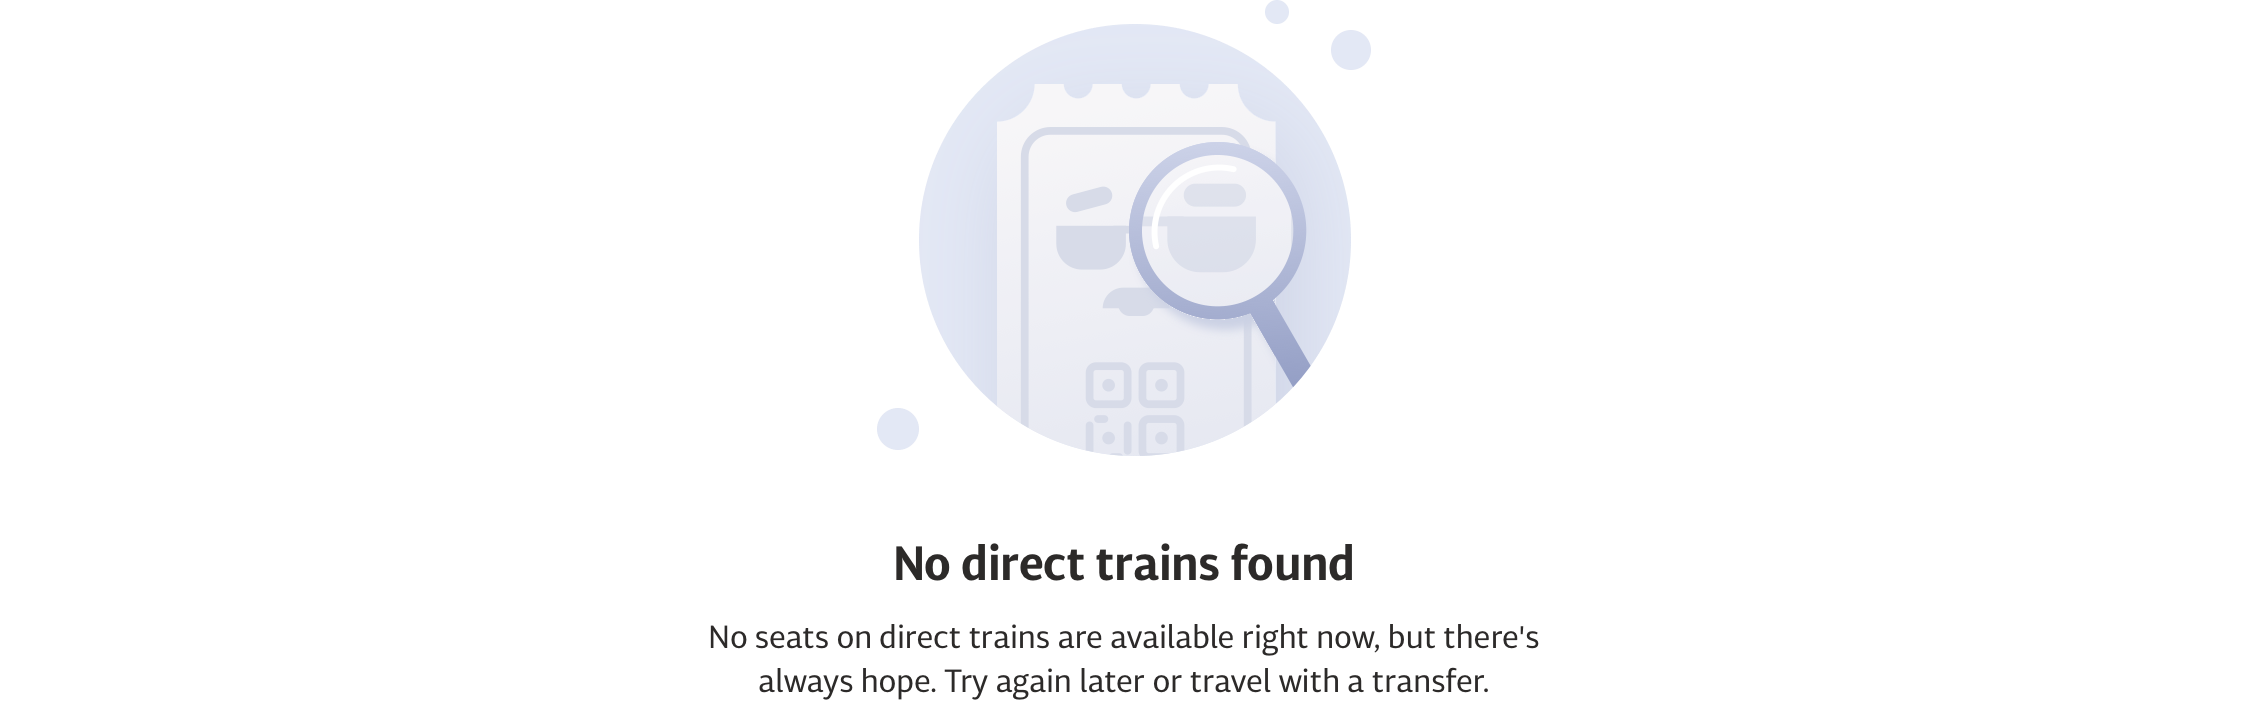 No direct trains found
No seats on direct trains are available right now, but there's
always hope. Try again later or travel with a transfer.